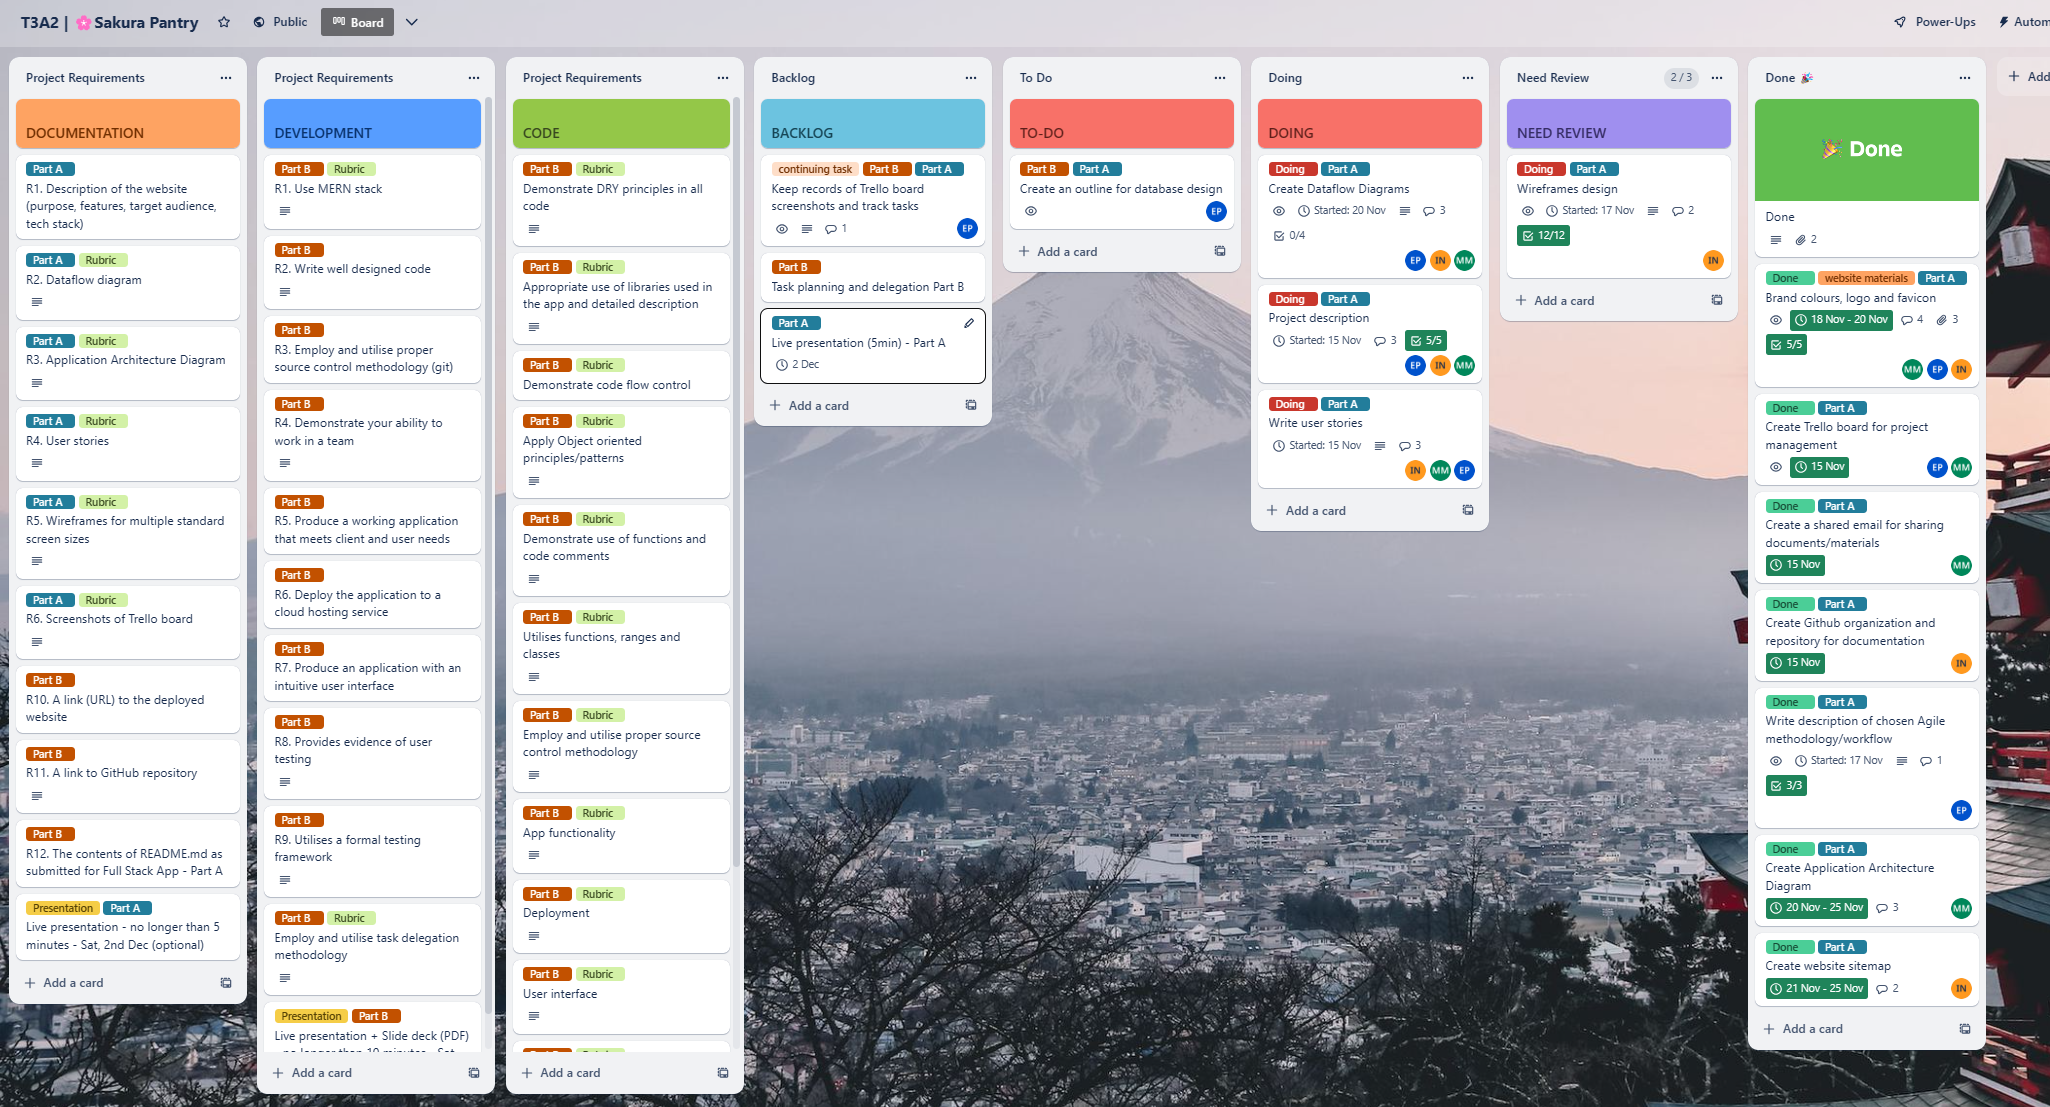 T3A2 | 🌸Sakura Pantry
Public
Board
Power-Ups
Autom
Project Requirements
DOCUMENTATION
Part A
R1. Description of the website
(purpose, features, target audience,
tech stack)
Part A Rubric
R2. Dataflow diagram
Part A Rubric
R3. Application Architecture Diagram
Part A Rubric
R4. User stories
Part A Rubric
R5. Wireframes for multiple standard
screen sizes
Part A Rubric
R6. Screenshots of Trello board
Part B
R10. A link (URL) to the deployed
website
Part B
R11. A link to GitHub repository
Part B
R12. The contents of README.md as
submitted for Full Stack App - Part A
Presentation Part A
Live presentation - no longer than 5
minutes - Sat, 2nd Dec (optional)
+ Add a card
Project Requirements
DEVELOPMENT
Part B Rubric
R1. Use MERN stack
Part B
R2. Write well designed code
Part B
R3. Employ and utilise proper
source control methodology (git)
Part B
R4. Demonstrate your ability to
work in a team
Part B
R5. Produce a working application
that meets client and user needs
Part B
R6. Deploy the application to a
cloud hosting service
Part B
R7. Produce an application with an
intuitive user interface
Part B
R8. Provides evidence of user
testing
Part B
R9. Utilises a formal testing
framework
Part B Rubric
Employ and utilise task delegation
methodology
Presentation Part B
Live presentation + Slide deck (PDF)
- no longer than 10 minutes - Sat,
+ Add a card
Project Requirements
CODE
Part B Rubric
Demonstrate DRY principles in all
code
Part B Rubric
Appropriate use of libraries used in
the app and detailed description
Part B Rubric
Demonstrate code flow control
Part B Rubric
Apply Object oriented
principles/patterns
Part B Rubric
Demonstrate use of functions and
code comments
Part B Rubric
Utilises functions, ranges and
classes
Part B Rubric
Employ and utilise proper source
control methodology
Part B Rubric
App functionality
Part B Rubric
Deployment
Part B Rubric
User interface
+ Add a card
Backlog
BACKLOG
continuing task Part B Part A
Keep records of Trello board
screenshots and track tasks
1
EP
Part B
Task planning and delegation Part B
Part A
Live presentation (5min) - Part A
2 Dec
+ Add a card
To Do
TO-DO
Part B Part A
Create an outline for database design
EP
+ Add a card
Doing
DOING
Doing Part A
Create Dataflow Diagrams
Started: 20 Nov 3
0/4
EP IN MM
Doing Part A
Project description
Started: 15 Nov 3 5/5
EP IN MM
Doing Part A
Write user stories
Started: 15 Nov 3
IN MM EP
+ Add a card
Need Review 2 / 3
NEED REVIEW
Doing Part A
Wireframes design
Started: 17 Nov 2
12/12
IN
+ Add a card
Done 🎉
🎉 Done
Done
2
Done website materials Part A
Brand colours, logo and favicon
18 Nov - 20 Nov 4 3
5/5
MM EP IN
Done Part A
Create Trello board for project
management
15 Nov EP MM
Done Part A
Create a shared email for sharing
documents/materials
15 Nov MM
Done Part A
Create Github organization and
repository for documentation
15 Nov IN
Done Part A
Write description of chosen Agile
methodology/workflow
Started: 17 Nov 1
3/3
EP
Done Part A
Create Application Architecture
Diagram
20 Nov - 25 Nov 3 MM
Done Part A
Create website sitemap
21 Nov - 25 Nov 2 IN
+ Add a card
+ Add